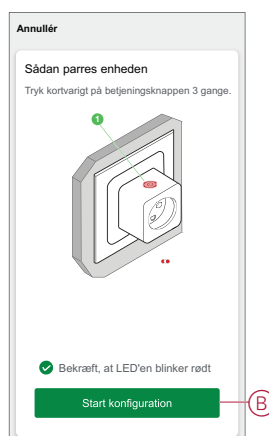 Annullér
Sådan parres enheden
Tryk kortvarigt på betjeningsknappen 3 gange.
1
Bekræft, at LED'en blinker rødt
Start konfiguration
B